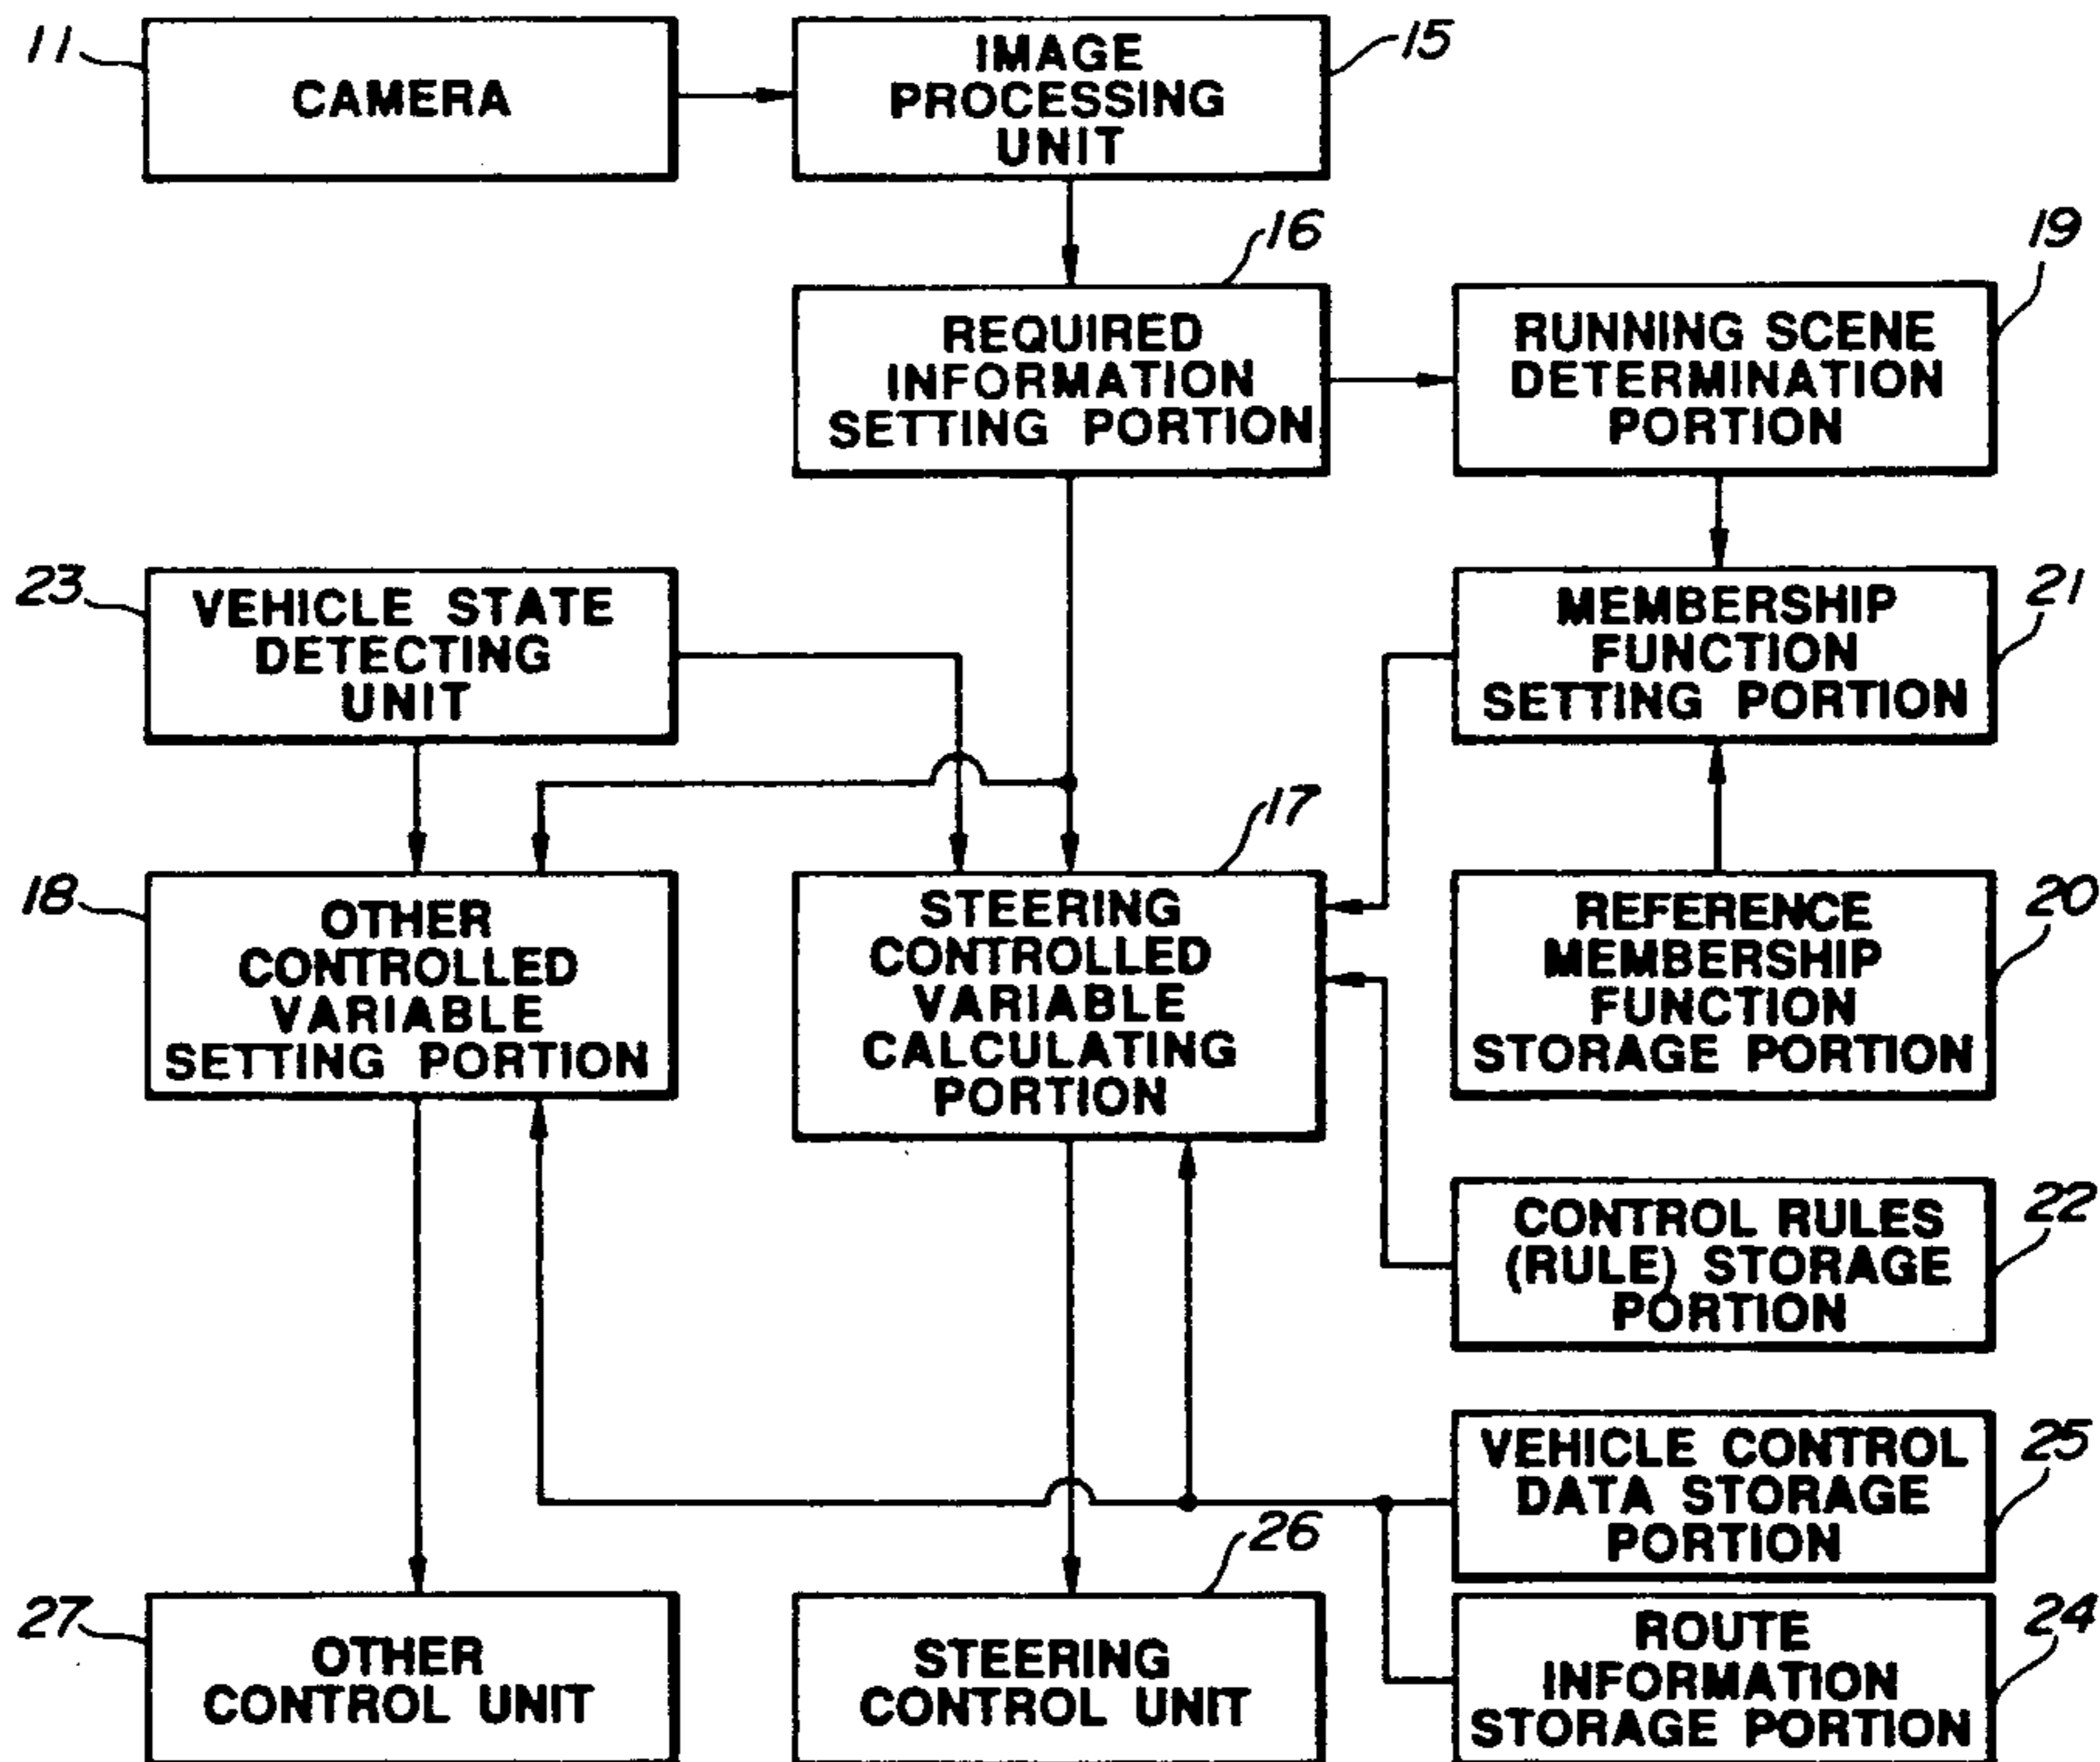 11
CAMERA
IMAGE
PROCESSING
UNIT
15
16
REQUIRED
INFORMATION
SETTING PORTION
19
RUNNING SCENE
DETERMINATION
PORTION
23
VEHICLE STATE
DETECTING
UNIT
21
MEMBERSHIP
FUNCTION
SETTING PORTION
18
OTHER
CONTROLLED
VARIABLE
SETTING PORTION
17
STEERING
CONTROLLED
VARIABLE
CALCULATING
PORTION
20
REFERENCE
MEMBERSHIP
FUNCTION
STORAGE PORTION
22
CONTROL RULES
(RULE) STORAGE
PORTION
25
VEHICLE CONTROL
DATA STORAGE
PORTION
27
OTHER
CONTROL UNIT
26
STEERING
CONTROL UNIT
24
ROUTE
INFORMATION
STORAGE PORTION